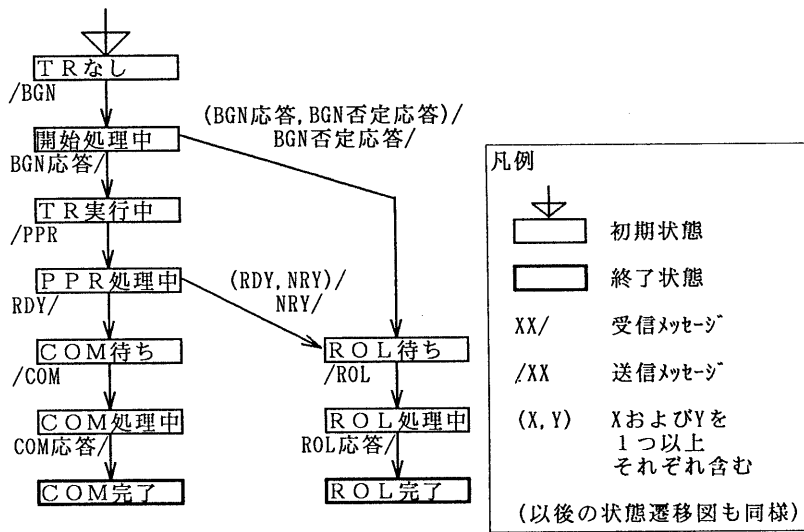 ＴＲなし
/BGN
(BGN応答,BGN否定応答)/
BGN否定応答/
開始処理中
BGN応答/
ＴＲ実行中
/PPR
ＰＰＲ処理中
(RDY,NRY)/
NRY/
RDY/
ＣＯＭ待ち
/COM
ＲＯＬ待ち
/ROL
ＣＯＭ処理中
COM応答/
ＲＯＬ処理中
ROL応答/
ＣＯＭ完了
ＲＯＬ完了
凡例
初期状態
終了状態
XX/ 受信ﾒｯｾｰｼﾞ
/XX 送信ﾒｯｾｰｼﾞ
(X,Y) XおよびYを
１つ以上
それぞれ含む
(以後の状態遷移図も同様)